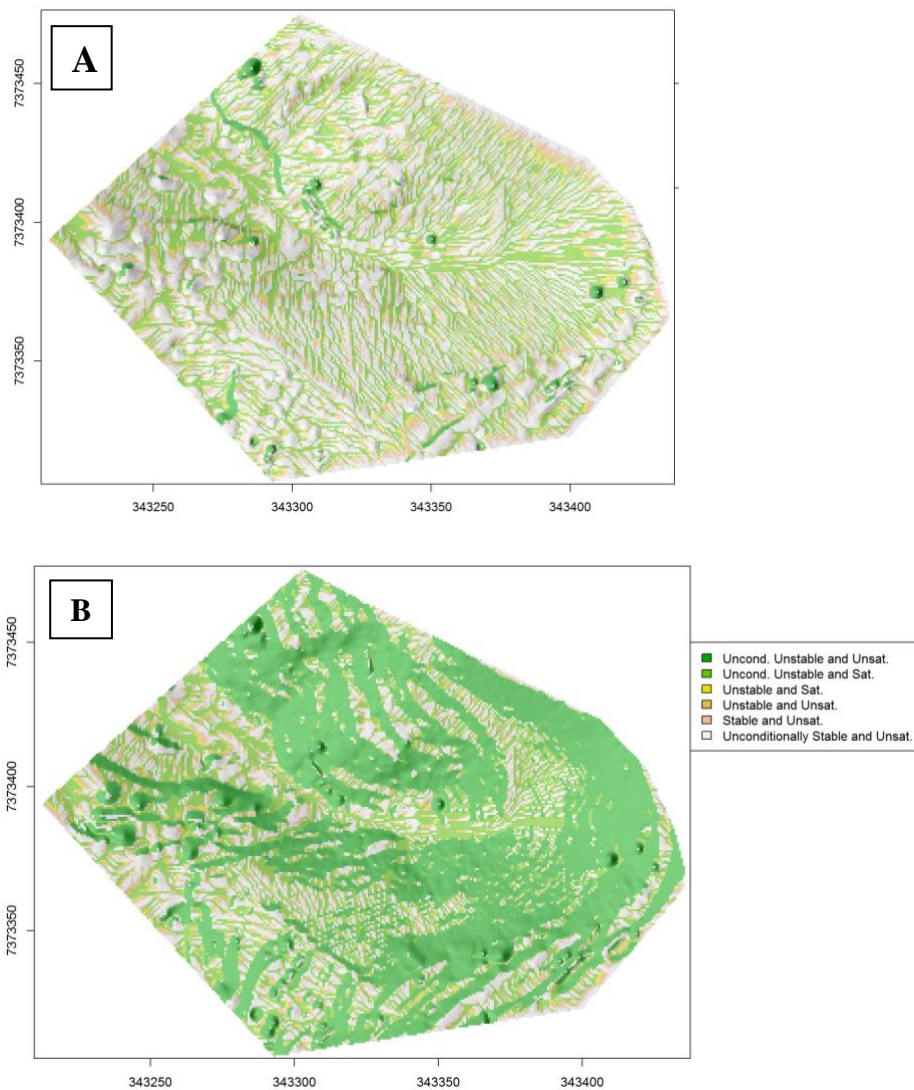 A
7373450
7373400
7373350
343250 343300 343350 343400
B
7373450
7373400
7373350
343250 343300 343350 343400
Uncond. Unstable and Unsat.
Uncond. Unstable and Sat.
Unstable and Sat.
Unstable and Unsat.
Stable and Unsat.
Unconditionally Stable and Unsat.